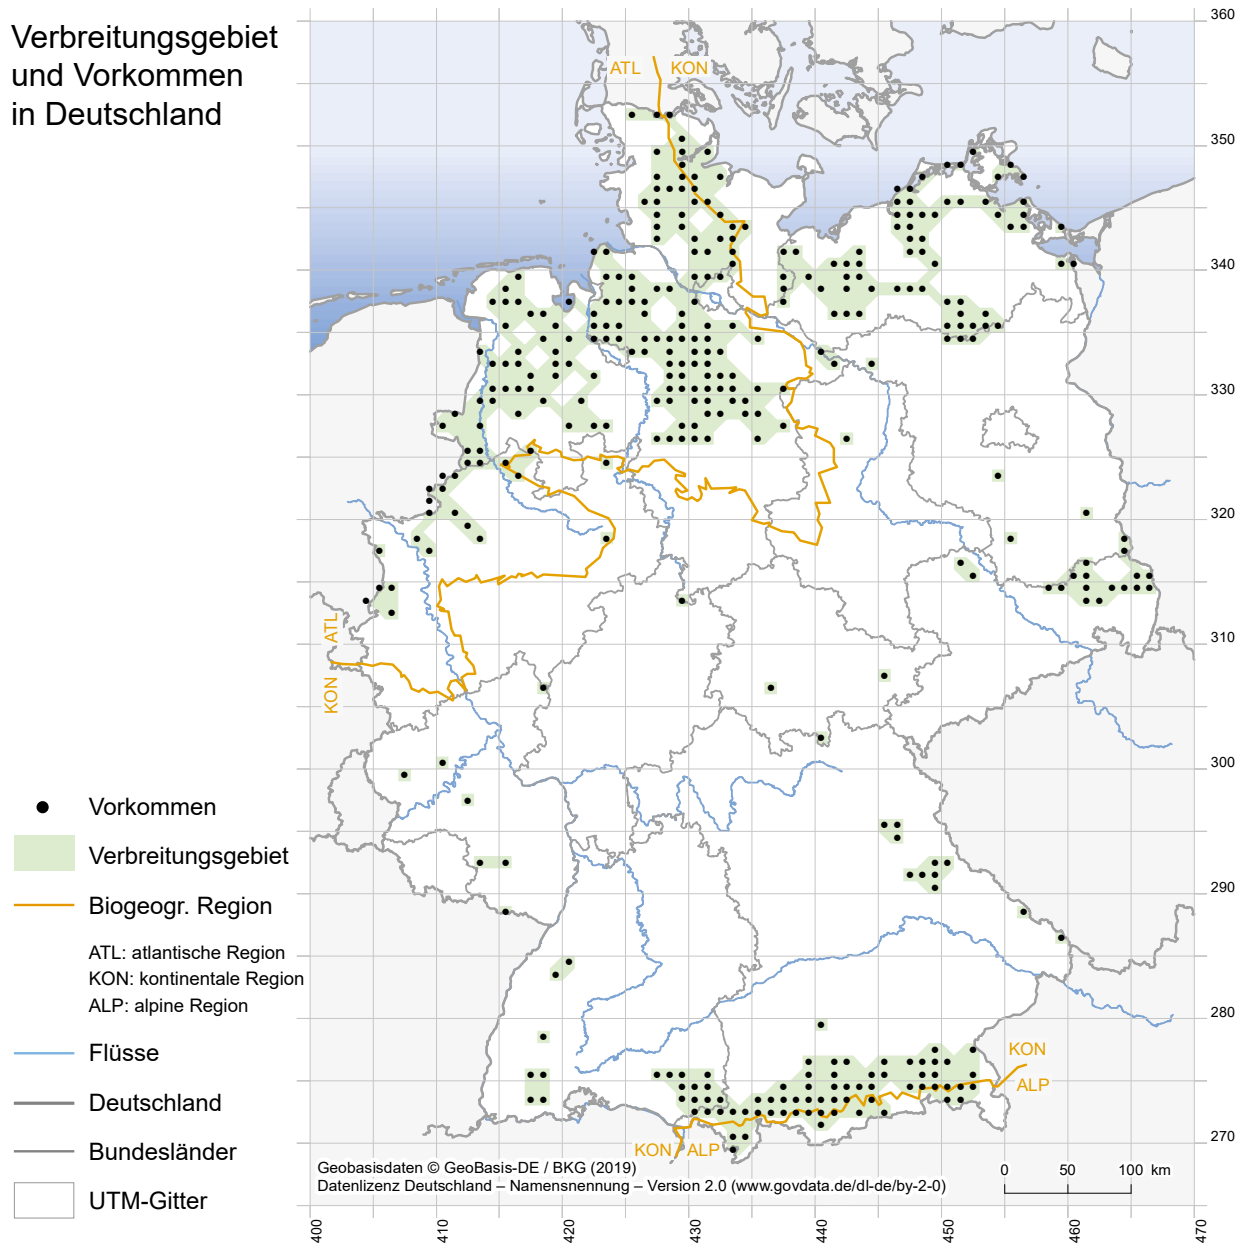 Verbreitungsgebiet
und Vorkommen
in Deutschland
ATL KON
360
350
340
330
320
310
300
290
280
270
ATL
KON
Vorkommen
Verbreitungsgebiet
Biogeogr. Region
ATL: atlantische Region
KON: kontinentale Region
ALP: alpine Region
Flüsse
Deutschland
Bundesländer
UTM-Gitter
KON
ALP
KON ALP
Geobasisdaten © GeoBasis-DE / BKG (2019)
Datenlizenz Deutschland – Namensnennung – Version 2.0 (www.govdata.de/dl-de/by-2-0)
0 50 100 km
400 410 420 430 440 450 460 470